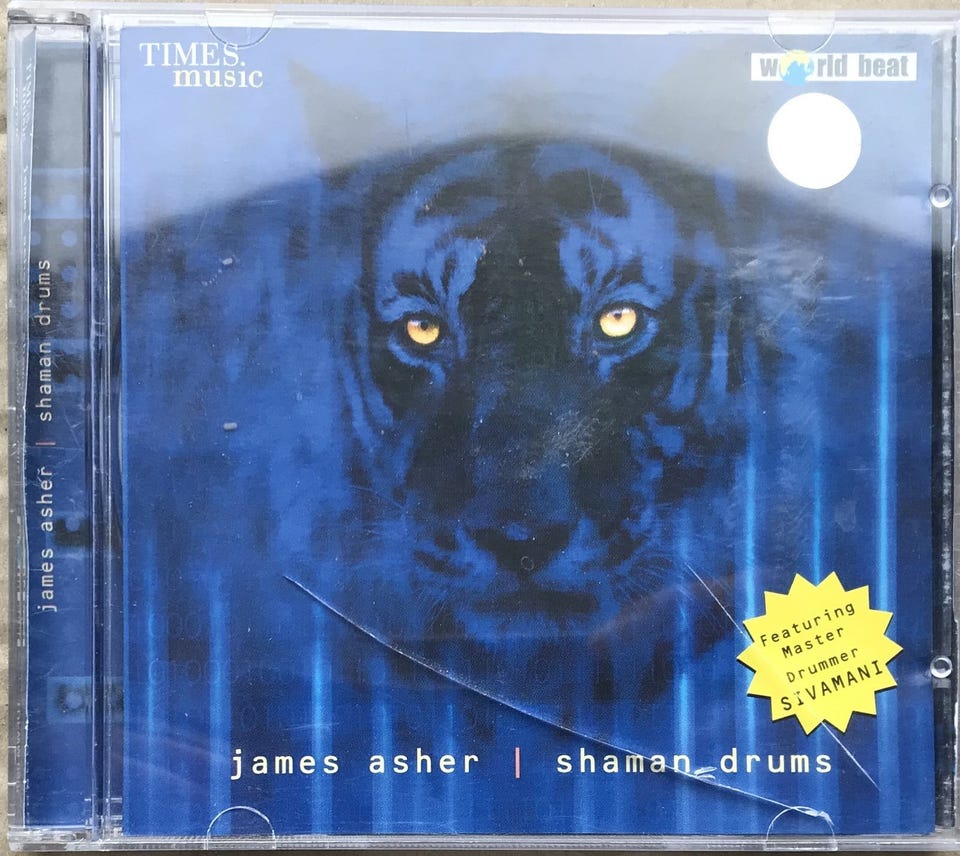 TIMES.
music
world beat
james asher | shaman drums
Featuring
Master
Drummer
SIVAMANI
james asher | shaman drums